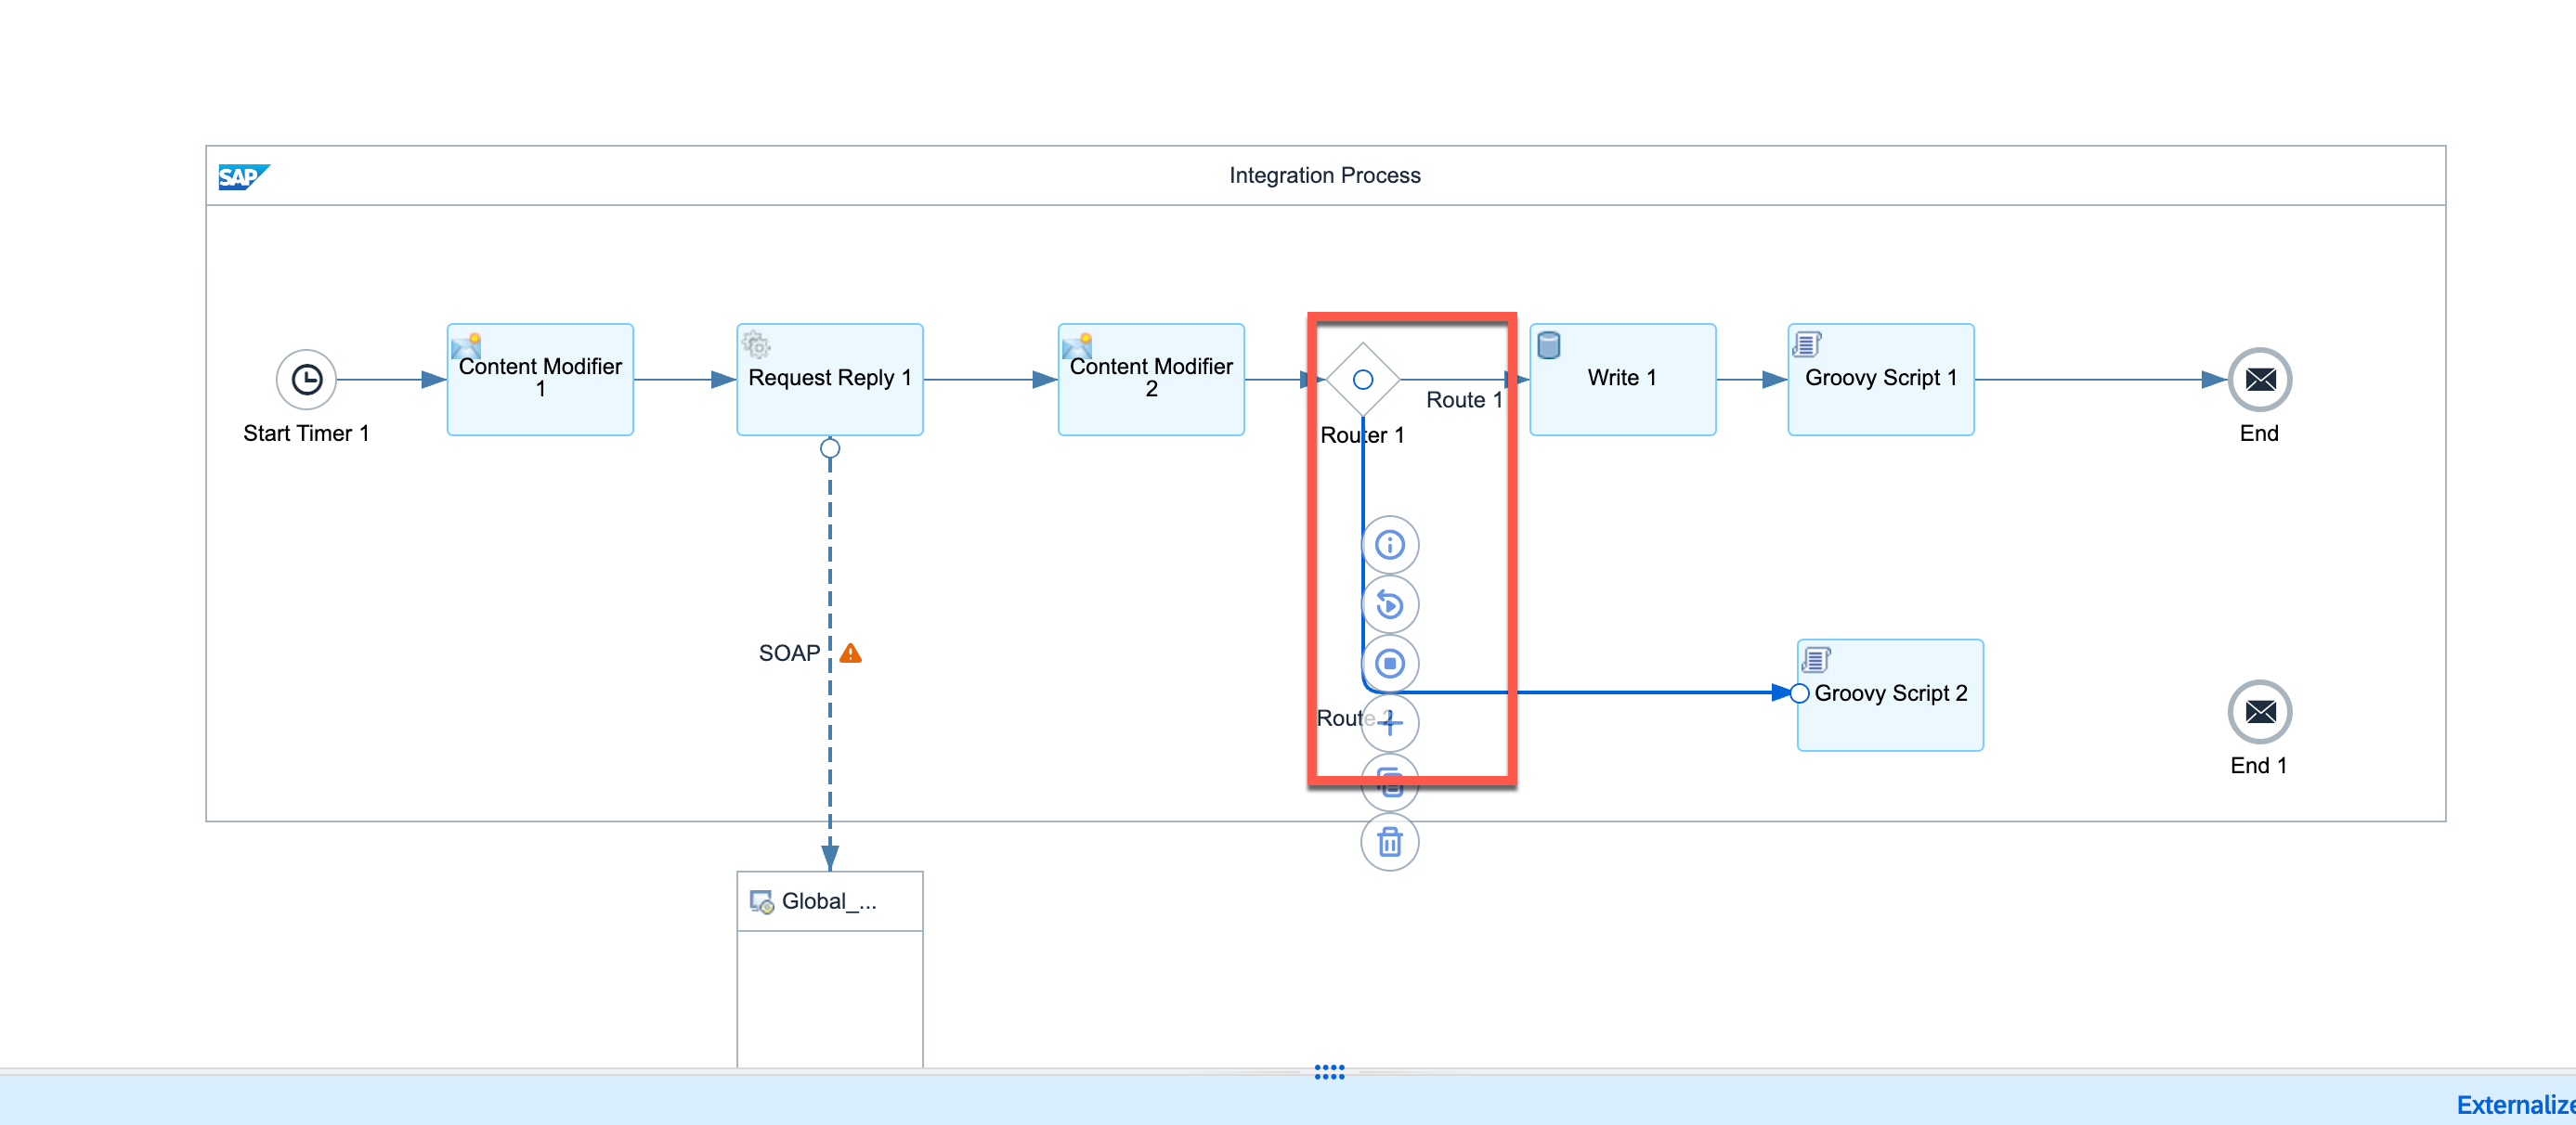 SAP
Integration Process
Content Modifier
1
Request Reply 1
Content Modifier
2
Route 1
Write 1
Groovy Script 1
Start Timer 1
Router 1
End
SOAP
Groovy Script 2
Route 2
End 1
Global_...
Externalize